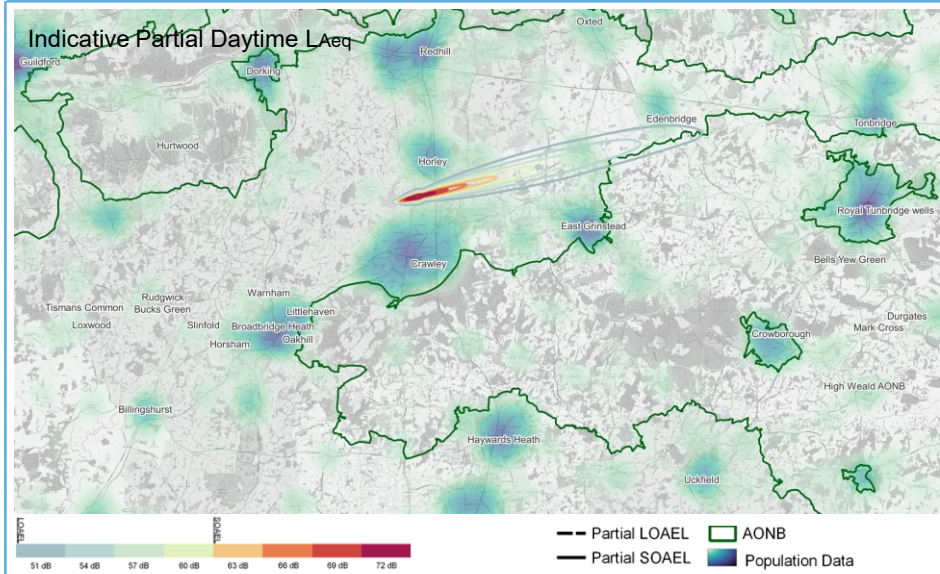 Indicative Partial Daytime LAeq
Oxted
Redhill
Guildford
Dorking
Edenbridge
Tonbridge
Hurtwood
Horley
Royal Tunbridge wells
East Grinstead
Crawley
Bells Yew Green
Warnham
Rudgwick
Tismans Common
Bucks Green
Littlehaven
Durgates
Loxwood
Slinfold
Broadbridge Heath
Mark Cross
Crowborough
Horsham
Oakhill
High Weald AONB
Billingshurst
Haywards Heath
Uckfield
LOAEL
SOAEL
51 dB 54 dB 57 dB 60 dB 63 dB 66 dB 69 dB 72 dB
Partial LOAEL
AONB
Partial SOAEL
Population Data